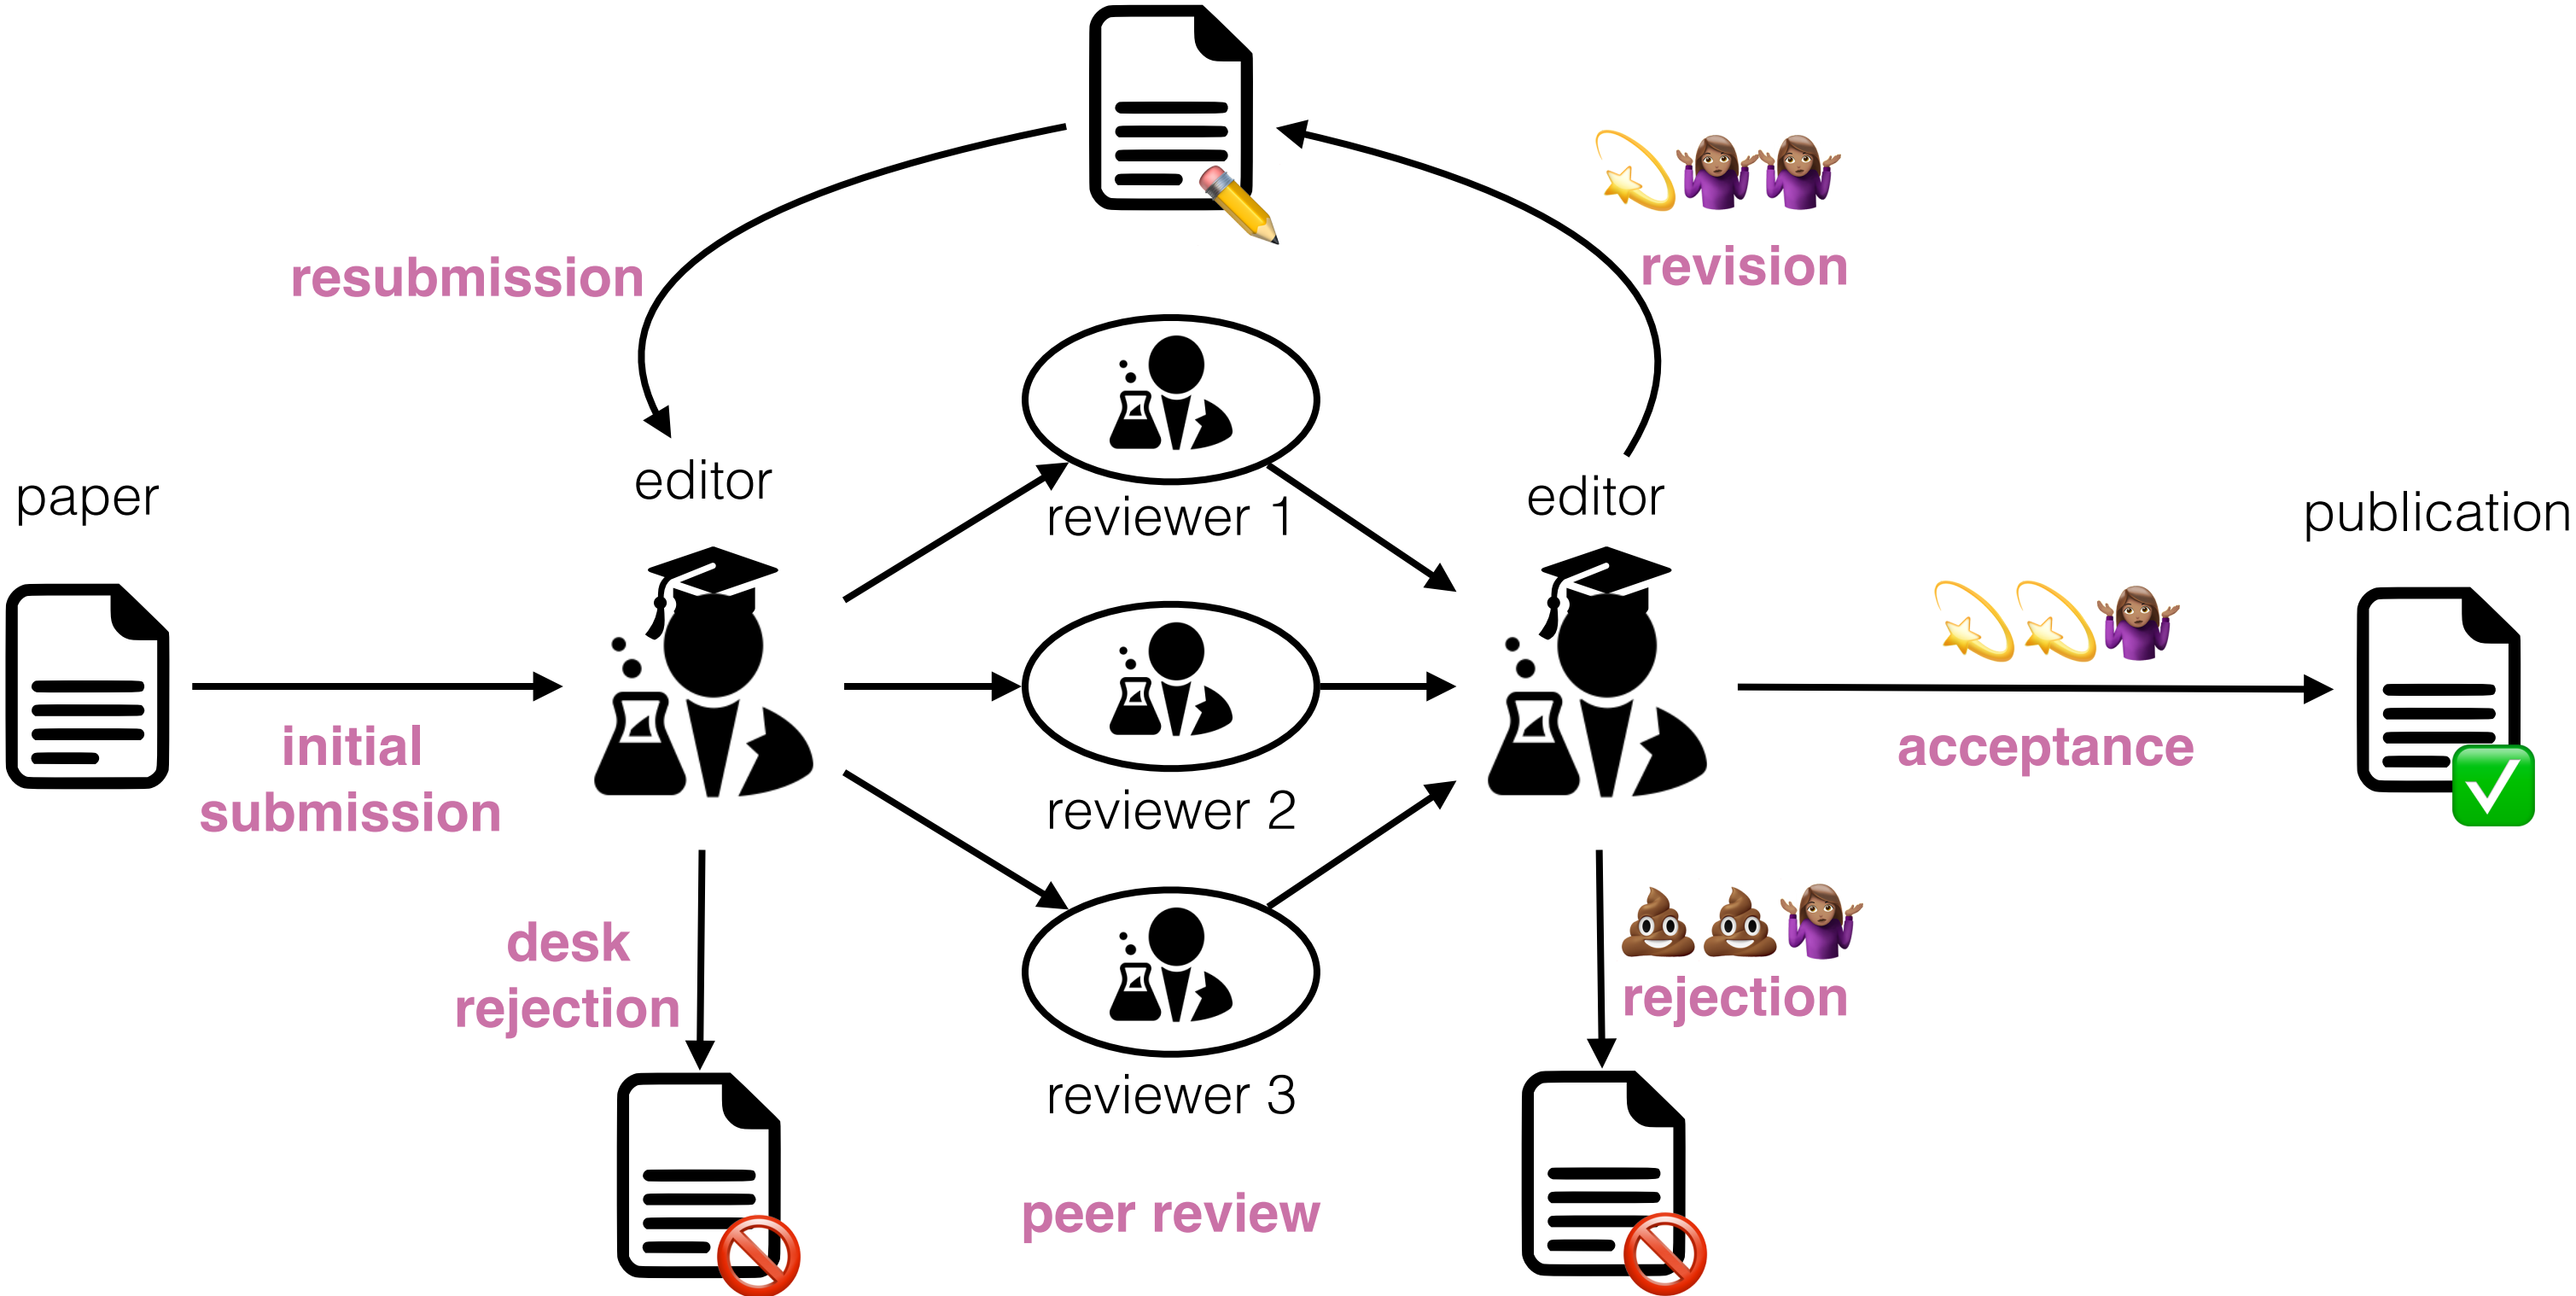 resubmission
revision
paper
editor
reviewer 1
editor
publication
initial
submission
reviewer 2
acceptance
desk
rejection
reviewer 3
rejection
peer review